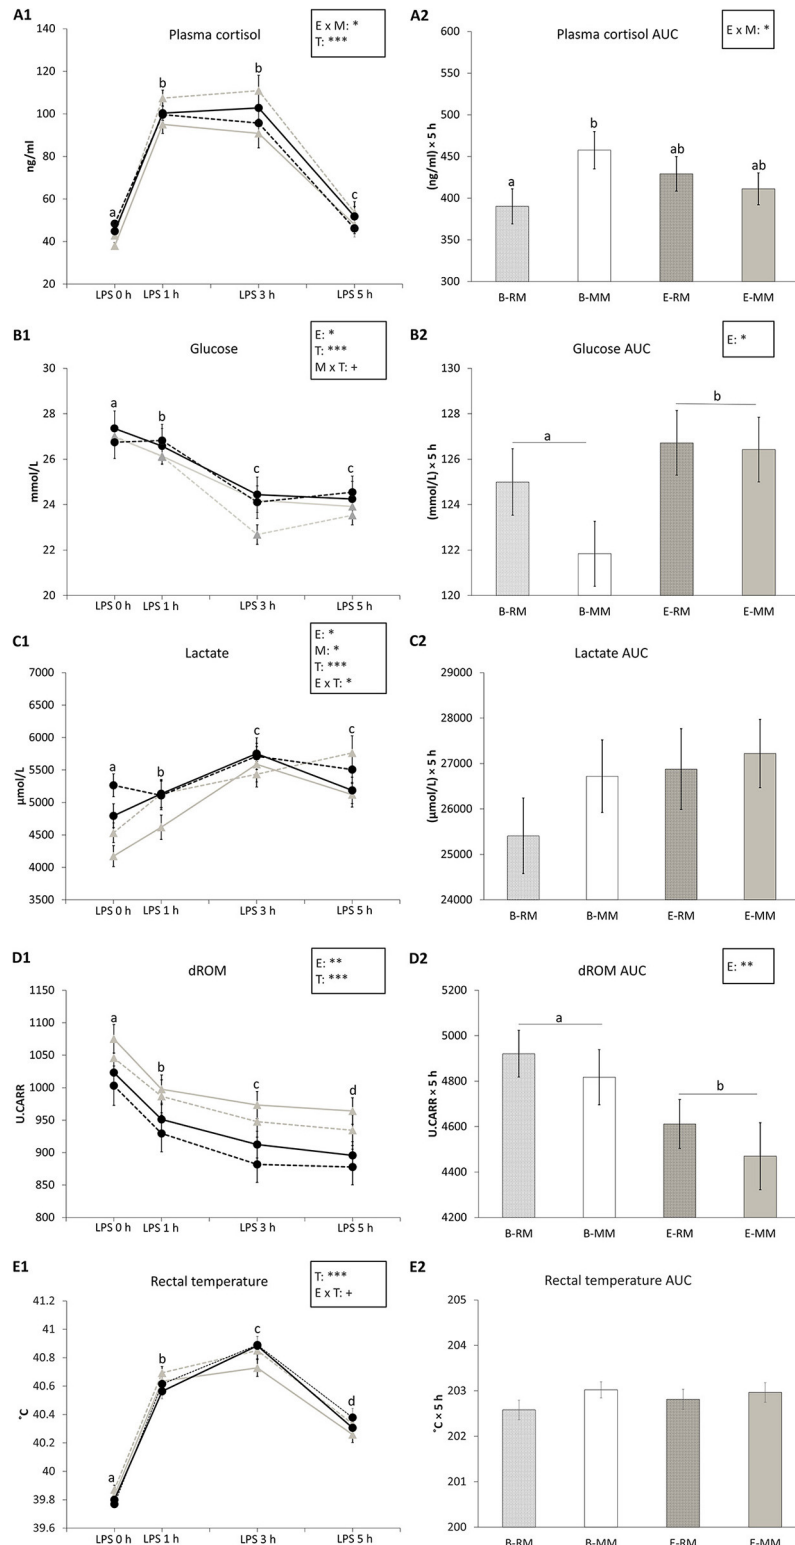 A1
Plasma cortisol
E x M: *
T: ***
140
120
100
80
60
40
20
ng/ml
a
b
b
c
LPS 0 h
LPS 1 h
LPS 3 h
LPS 5 h
A2
Plasma cortisol AUC
E x M: *
600
550
500
450
400
350
300
(ng/ml) × 5 h
a
b
ab
ab
B-RM
B-MM
E-RM
E-MM
B1
Glucose
E: *
T: ***
M x T: +
30
28
26
24
22
20
mmol/L
a
b
c
c
LPS 0 h
LPS 1 h
LPS 3 h
LPS 5 h
B2
Glucose AUC
E: *
130
128
126
124
122
120
(mmol/L) × 5 h
a
b
B-RM
B-MM
E-RM
E-MM
C1
Lactate
E: *
M: *
T: ***
E x T: *
7000
6500
6000
5500
5000
4500
4000
3500
µmol/L
a
b
c
c
LPS 0 h
LPS 1 h
LPS 3 h
LPS 5 h
C2
Lactate AUC
29000
28000
27000
26000
25000
24000
(µmol/L) × 5 h
B-RM
B-MM
E-RM
E-MM
D1
dROM
E: **
T: ***
1150
1100
1050
1000
950
900
850
800
U.CARR
a
b
c
d
LPS 0 h
LPS 1 h
LPS 3 h
LPS 5 h
D2
dROM AUC
E: **
5200
5000
4800
4600
4400
4200
U.CARR × 5 h
a
b
B-RM
B-MM
E-RM
E-MM
E1
Rectal temperature
T: ***
E x T: +
41.2
41
40.8
40.6
40.4
40.2
40
39.8
39.6
°C
a
b
c
d
LPS 0 h
LPS 1 h
LPS 3 h
LPS 5 h
E2
Rectal temperature AUC
205
204
203
202
201
200
°C × 5 h
B-RM
B-MM
E-RM
E-MM